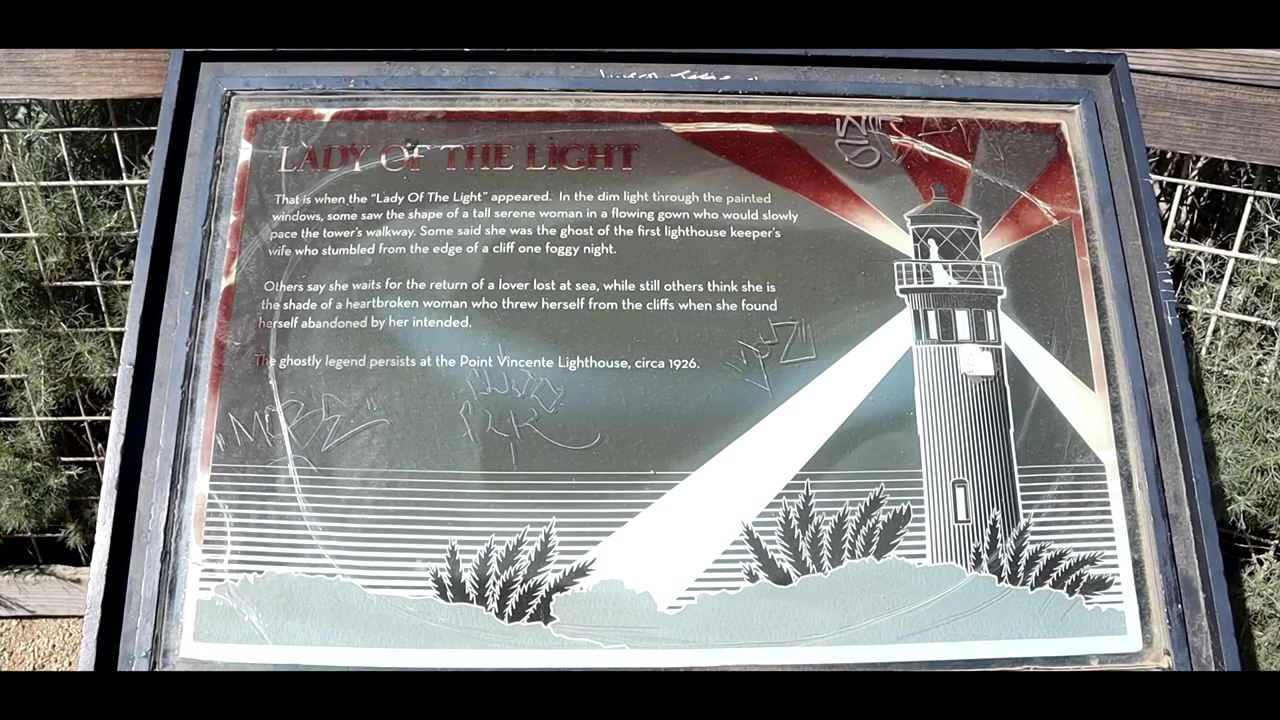 LADY OF THE LIGHT
That is when the "Lady Of The Light" appeared. In the dim light through the painted
windows, some saw the shape of a tall serene woman in a flowing gown who would slowly
pace the tower's walkway. Some said she was the ghost of the first lighthouse keeper's
wife who stumbled from the edge of a cliff one foggy night.
Others say she waits for the return of a lover lost at sea, while still others think she is
the shade of a heartbroken woman who threw herself from the cliffs when she found
herself abandoned by her intended.
The ghostly legend persists at the Point Vincente Lighthouse, circa 1926.